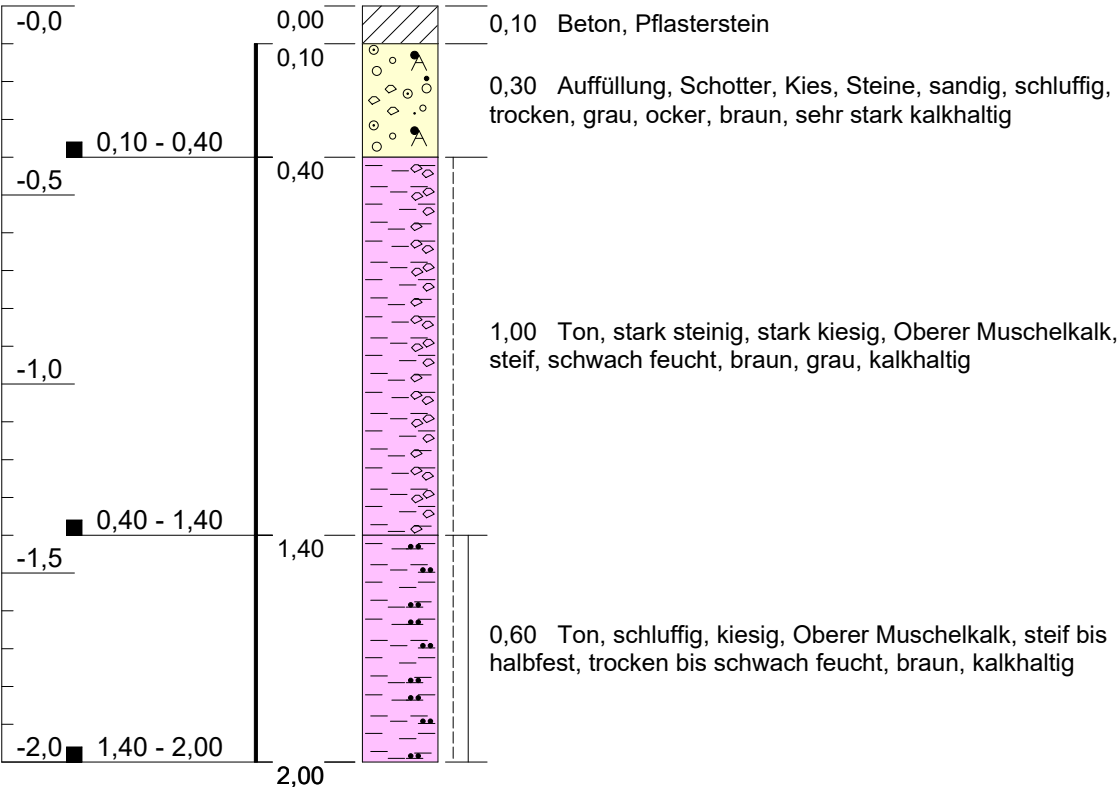 -0,0
0,00
0,10 Beton, Pflasterstein
0,10
0,30 Auffüllung, Schotter, Kies, Steine, sandig, schluffig,
trocken, grau, ocker, braun, sehr stark kalkhaltig
0,10 - 0,40
0,40
-0,5
1,00 Ton, stark steinig, stark kiesig, Oberer Muschelkalk,
steif, schwach feucht, braun, grau, kalkhaltig
-1,0
0,40 - 1,40
1,40
-1,5
0,60 Ton, schluffig, kiesig, Oberer Muschelkalk, steif bis
halbfest, trocken bis schwach feucht, braun, kalkhaltig
-2,0
1,40 - 2,00
2,00